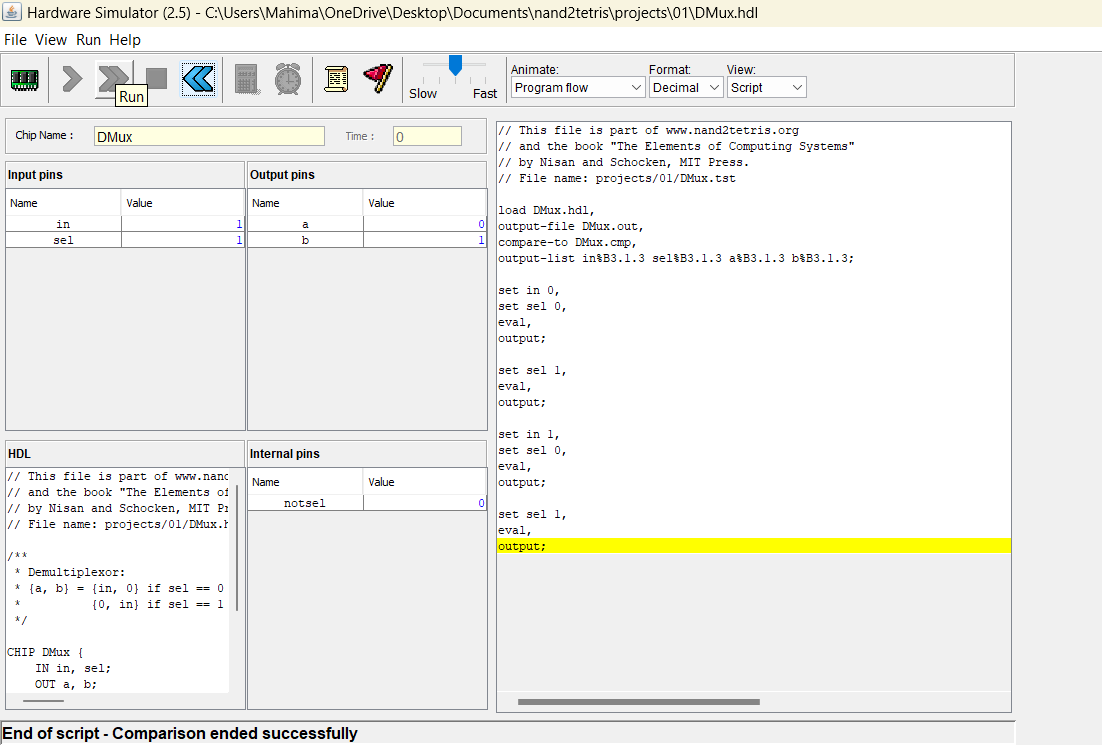 Hardware Simulator (2.5) - C:\Users\Mahima\OneDrive\Desktop\Documents\nand2tetris\projects\01\DMux.hdl
File View Run Help
Slow Fast
Animate: Format: View:
Program flow Decimal Script
Run
Chip Name : DMux Time : 0
Input pins
Name Value
in 1
sel 1
Output pins
Name Value
a 0
b 1
HDL
// This file is part of www.nanc
// and the book "The Elements of
// by Nisan and Schocken, MIT Pr
// File name: projects/01/DMux.h
/**
* Demultiplexor:
* {a, b} = {in, 0} if sel == 0
* {0, in} if sel == 1
*/
CHIP DMux {
IN in, sel;
OUT a, b;
Internal pins
Name Value
notsel 0
// This file is part of www.nand2tetris.org
// and the book "The Elements of Computing Systems"
// by Nisan and Schocken, MIT Press.
// File name: projects/01/DMux.tst
load DMux.hdl,
output-file DMux.out,
compare-to DMux.cmp,
output-list in%B3.1.3 sel%B3.1.3 a%B3.1.3 b%B3.1.3;
set in 0,
set sel 0,
eval,
output;
set sel 1,
eval,
output;
set in 1,
set sel 0,
eval,
output;
set sel 1,
eval,
output;
End of script - Comparison ended successfully